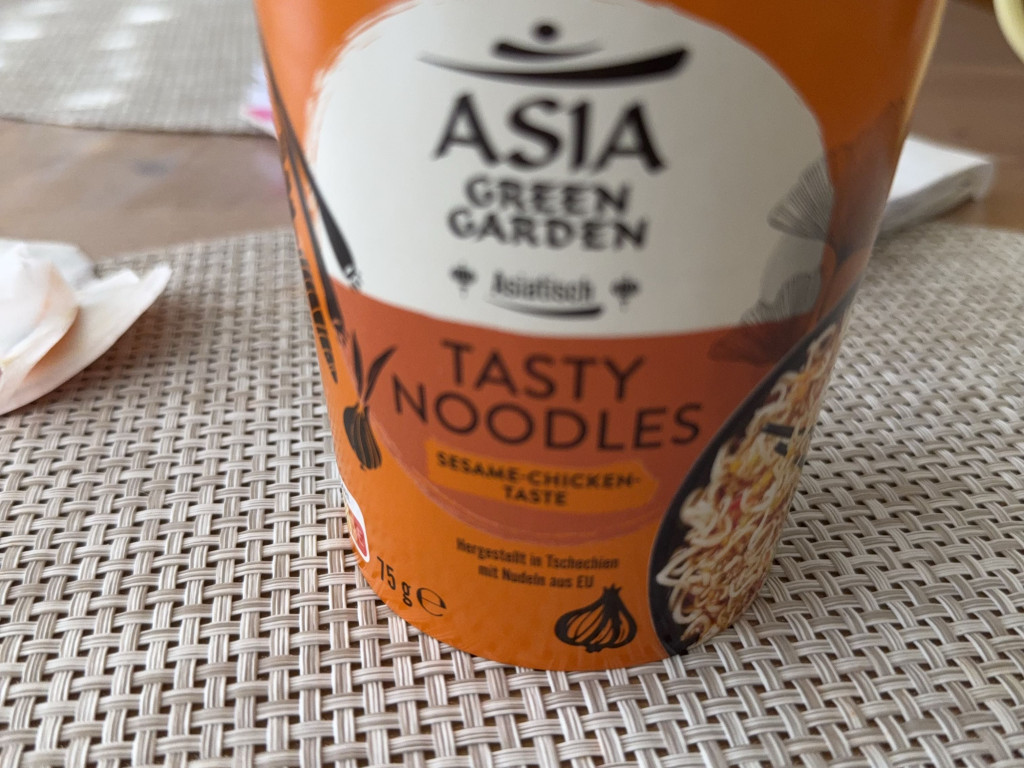 ASIA
GREEN
GARDEN
Asiatisch
TASTY
NOODLES
SESAME-CHICKEN-
TASTE
Hergestellt in Tschechien
mit Nudeln aus EU
75 g ℮